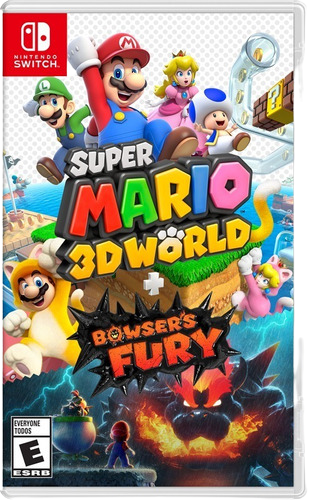 NINTENDO
SWITCH
SUPER
MARIO
3D WORLD
+
BOWSER'S
FURY
EVERYONE
TODOS
E
ESRB